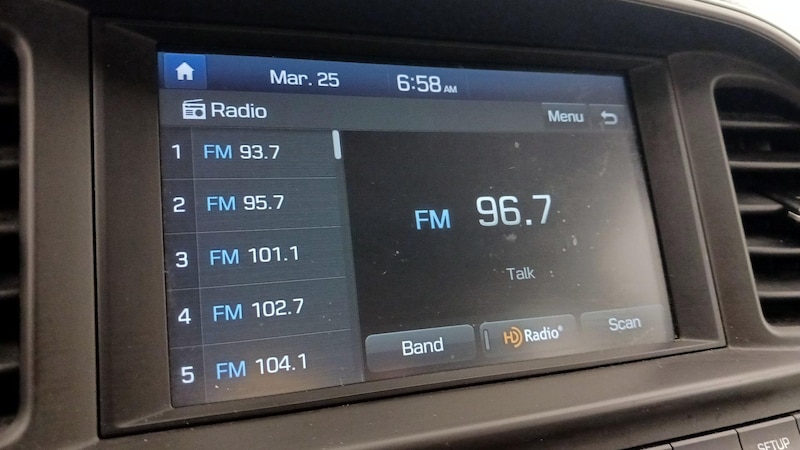 Mar. 25 6:58 AM
Radio Menu
1 FM 93.7
2 FM 95.7
3 FM 101.1
4 FM 102.7
5 FM 104.1
FM 96.7
Talk
Band HD Radio® Scan
SETUP